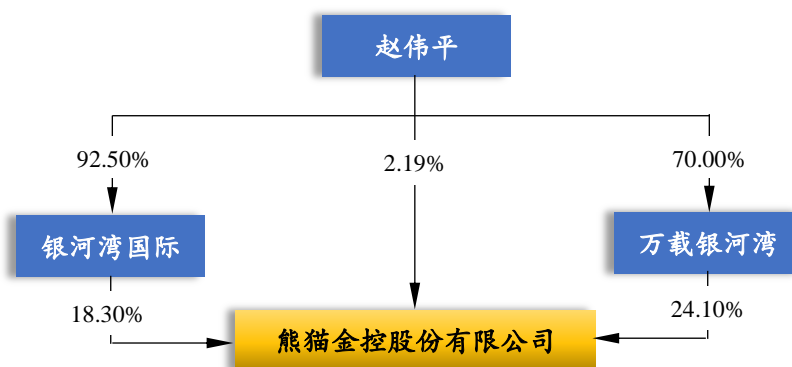 赵伟平
92.50%
2.19%
70.00%
银河湾国际
万载银河湾
18.30%
24.10%
熊猫金控股份有限公司